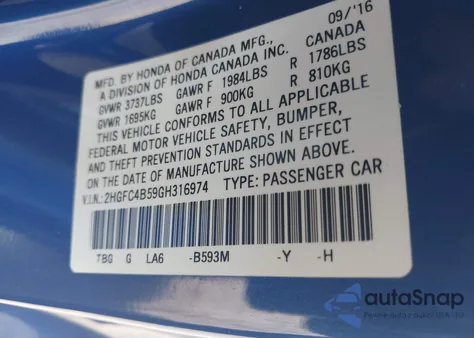 09/'16
MFD. BY HONDA OF CANADA MFG.,
A DIVISION OF HONDA CANADA INC. CANADA
GVWR 3737LBS GAWR F 1984LBS R 1786LBS
GVWR 1695KG GAWR F 900KG R 810KG
THIS VEHICLE CONFORMS TO ALL APPLICABLE
FEDERAL MOTOR VEHICLE SAFETY, BUMPER,
AND THEFT PREVENTION STANDARDS IN EFFECT
ON THE DATE OF MANUFACTURE SHOWN ABOVE.
V.I.N.: 2HGFC4B59GH316974 TYPE: PASSENGER CAR
TBG G LA6 -B593M -Y -H
autoSnap